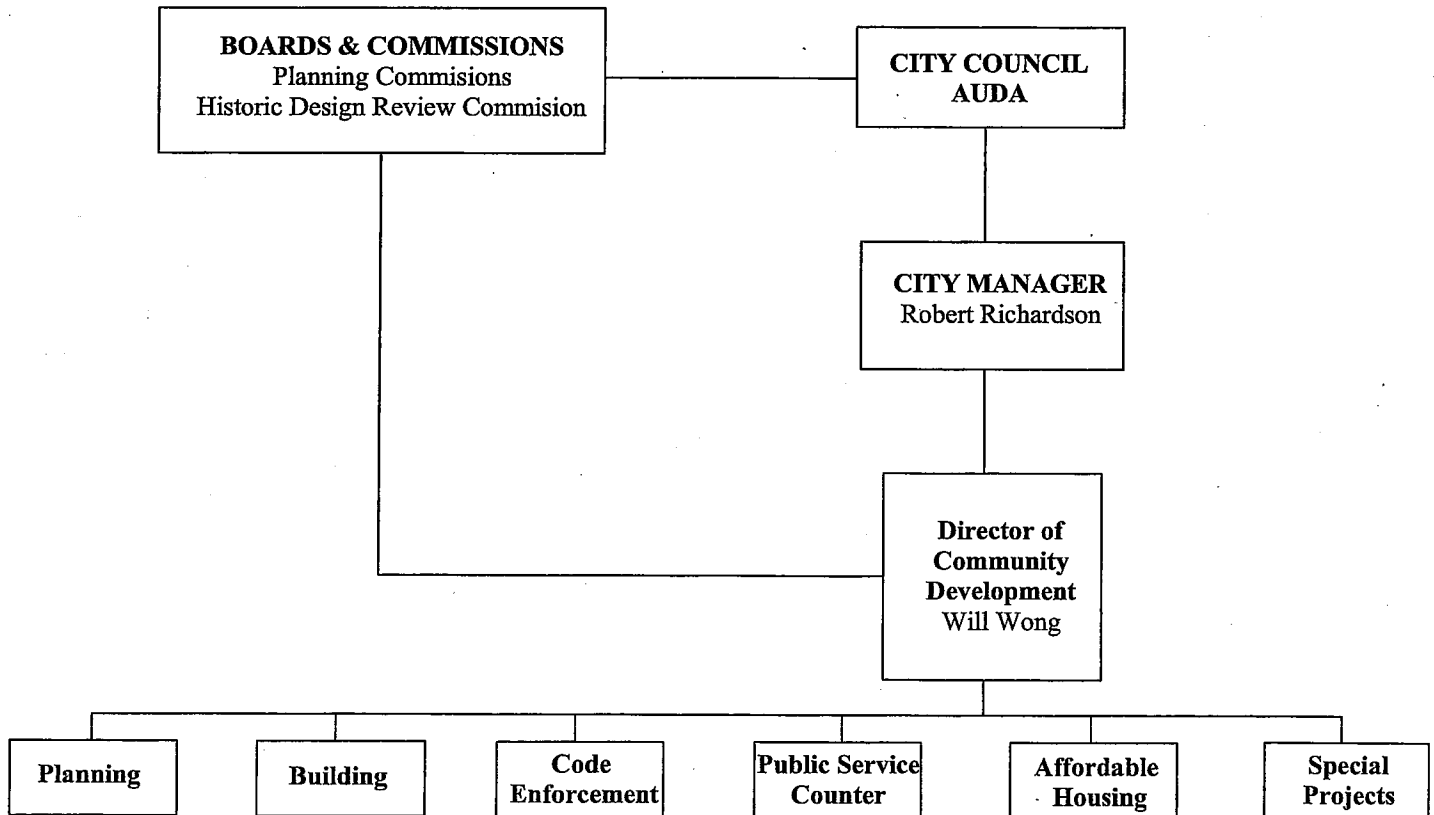 BOARDS & COMMISSIONS
Planning Commisions
Historic Design Review Commision
CITY COUNCIL
AUDA
CITY MANAGER
Robert Richardson
Director of
Community
Development
Will Wong
Planning
Building
Code
Enforcement
Public Service
Counter
Affordable
Housing
Special
Projects